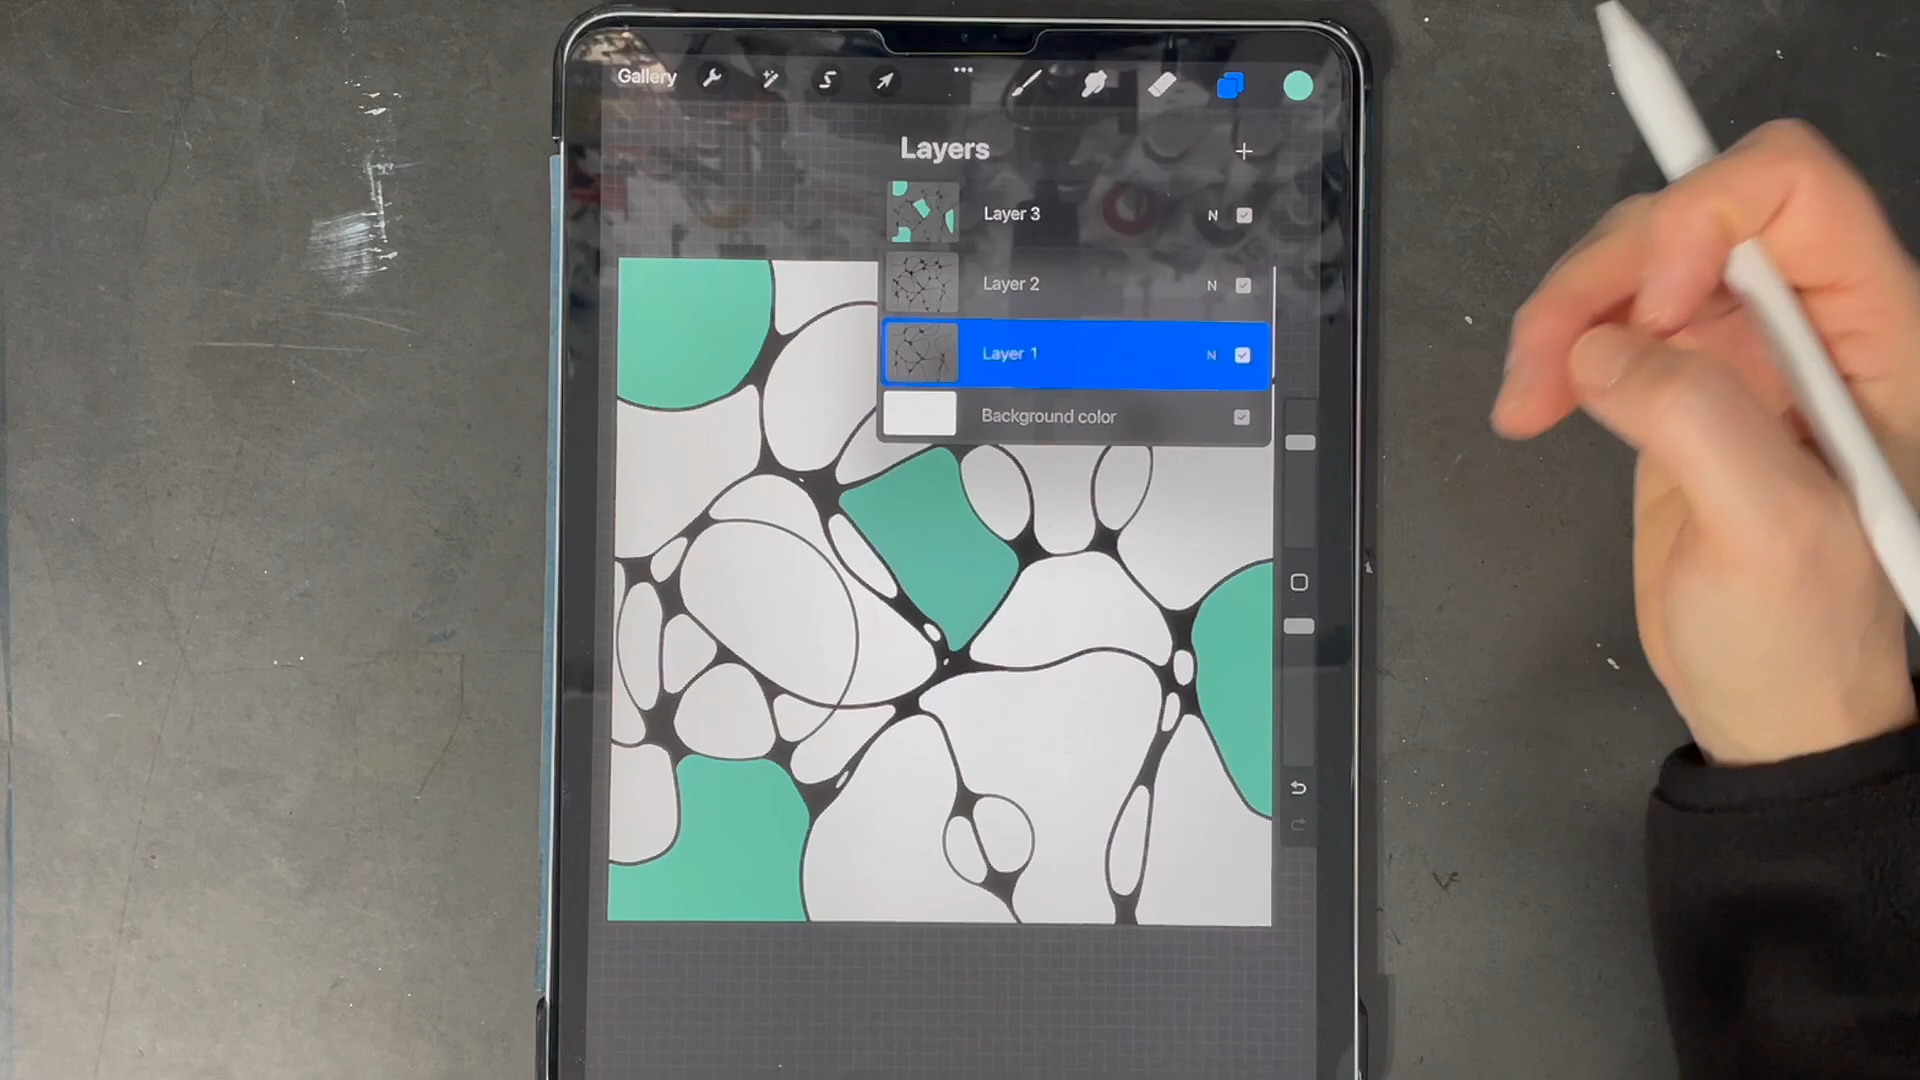 Gallery
Layers
Layer 3 N
Layer 2 N
Layer 1 N
Background color